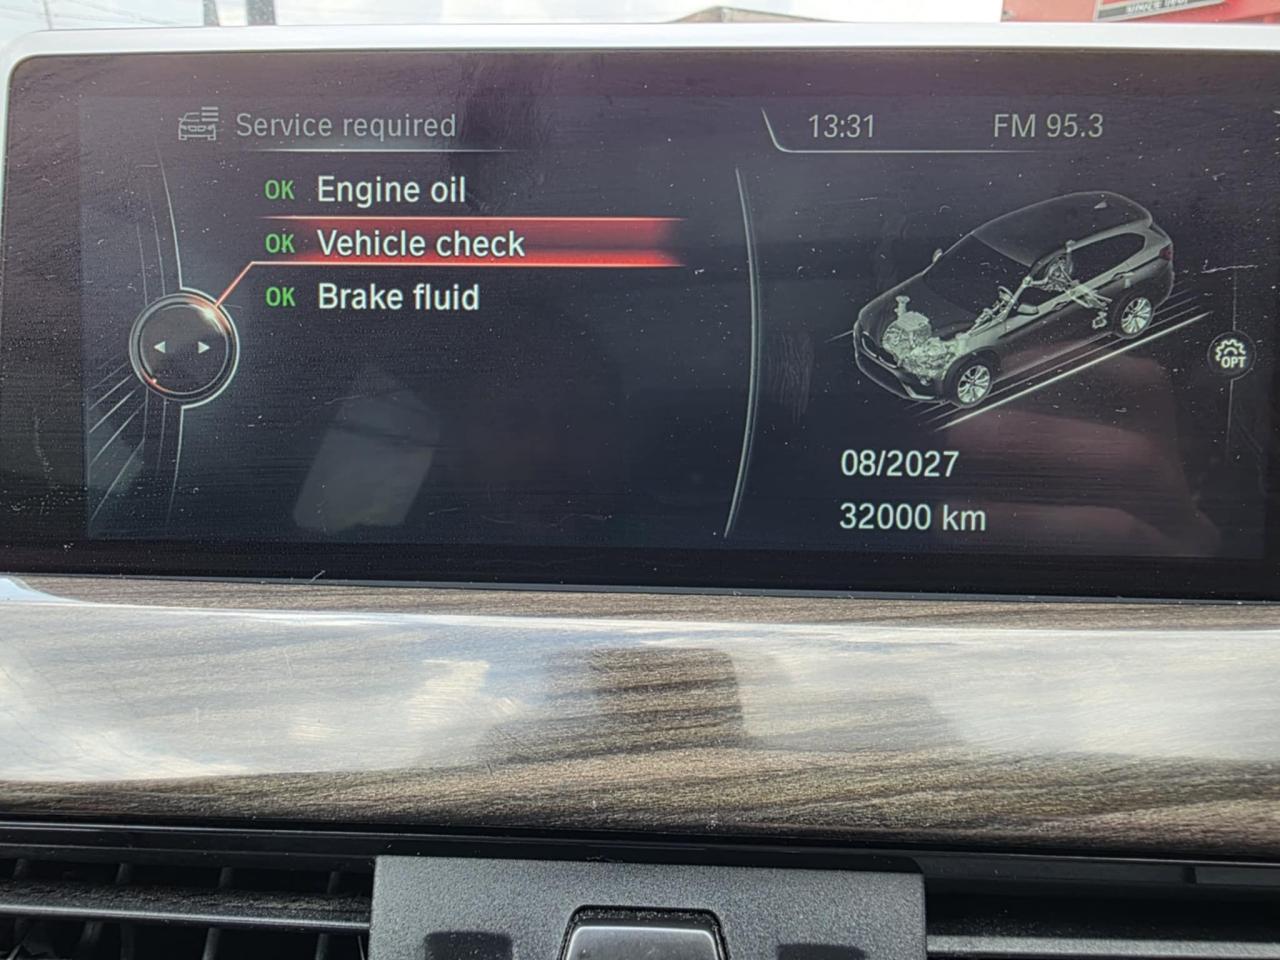 Service required
13:31
FM 95.3
OK Engine oil
OK Vehicle check
OK Brake fluid
OPT
08/2027
32000 km